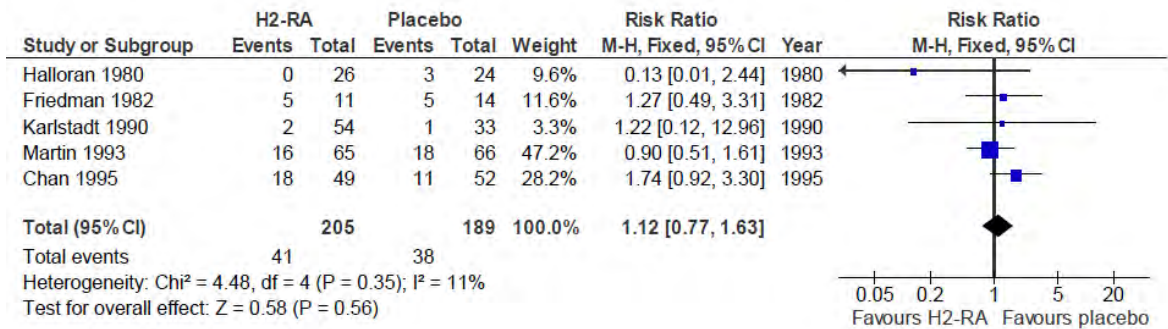 H2-RA Placebo Risk Ratio Risk Ratio
Study or Subgroup Events Total Events Total Weight M-H, Fixed, 95% CI Year M-H, Fixed, 95% CI
Halloran 1980 0 26 3 24 9.6% 0.13 [0.01, 2.44] 1980
Friedman 1982 5 11 5 14 11.6% 1.27 [0.49, 3.31] 1982
Karlstadt 1990 2 54 1 33 3.3% 1.22 [0.12, 12.96] 1990
Martin 1993 16 65 18 66 47.2% 0.90 [0.51, 1.61] 1993
Chan 1995 18 49 11 52 28.2% 1.74 [0.92, 3.30] 1995
Total (95% CI) 205 189 100.0% 1.12 [0.77, 1.63]
Total events 41 38
Heterogeneity: Chi² = 4.48, df = 4 (P = 0.35); I² = 11%
Test for overall effect: Z = 0.58 (P = 0.56)
0.05 0.2 1 5 20
Favours H2-RA Favours placebo